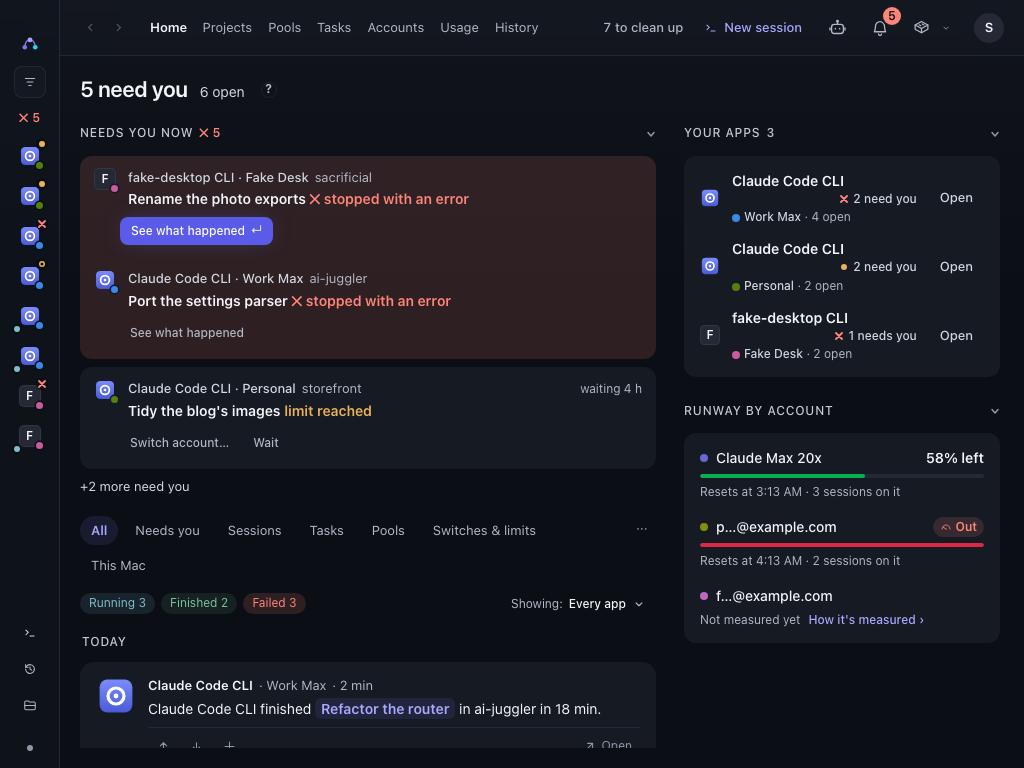 Home Projects Pools Tasks Accounts Usage History 7 to clean up New session 5 S
5
5 need you 6 open ?
NEEDS YOU NOW 5
F fake-desktop CLI · Fake Desk sacrificial
Rename the photo exports stopped with an error
See what happened
Claude Code CLI · Work Max ai-juggler
Port the settings parser stopped with an error
See what happened
Claude Code CLI · Personal storefront waiting 4 h
Tidy the blog's images limit reached
Switch account… Wait
+2 more need you
All Needs you Sessions Tasks Pools Switches & limits ···
This Mac
Running 3 Finished 2 Failed 3 Showing: Every app
TODAY
Claude Code CLI · Work Max · 2 min
Claude Code CLI finished Refactor the router in ai-juggler in 18 min.
Open
YOUR APPS 3
Claude Code CLI
2 need you Open
Work Max · 4 open
Claude Code CLI
2 need you Open
Personal · 2 open
fake-desktop CLI
F 1 needs you Open
Fake Desk · 2 open
RUNWAY BY ACCOUNT
Claude Max 20x 58% left
Resets at 3:13 AM · 3 sessions on it
p...@example.com Out
Resets at 4:13 AM · 2 sessions on it
f...@example.com
Not measured yet How it's measured ›
F
F